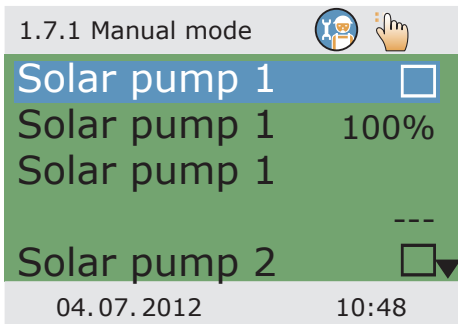 1.7.1 Manual mode
Solar pump 1
Solar pump 1 100%
Solar pump 1
---
Solar pump 2
04.07.2012 10:48